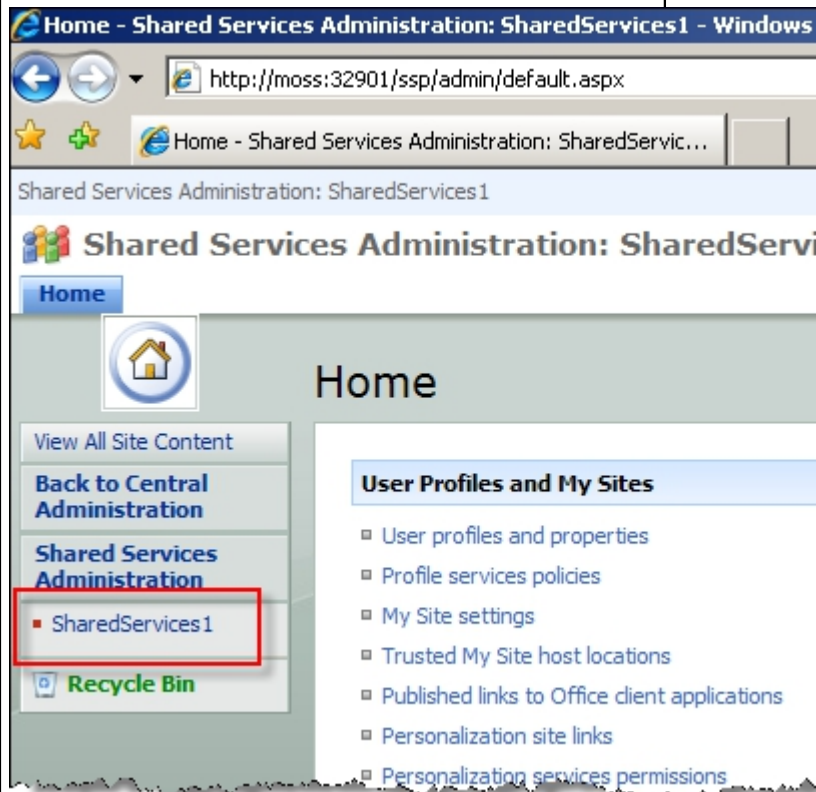 Home - Shared Services Administration: SharedServices1 - Windows
http://moss:32901/ssp/admin/default.aspx
Home - Shared Services Administration: SharedServic...
Shared Services Administration: SharedServices1
Shared Services Administration: SharedServi
Home
Home
View All Site Content
Back to Central
Administration
Shared Services
Administration
SharedServices1
Recycle Bin
User Profiles and My Sites
User profiles and properties
Profile services policies
My Site settings
Trusted My Site host locations
Published links to Office client applications
Personalization site links
Personalization services permissions